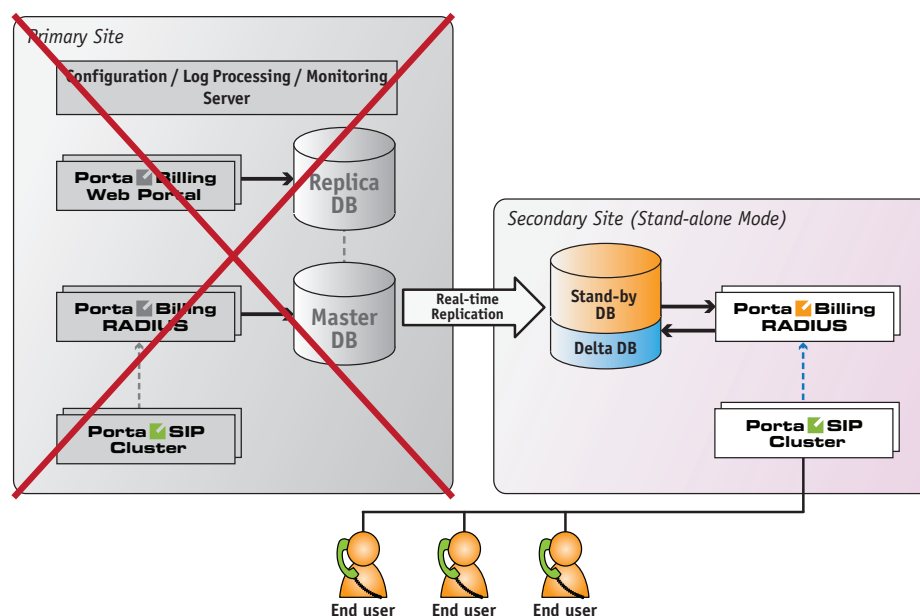 Primary Site
Configuration / Log Processing / Monitoring
Server
Porta Billing
Web Portal
Replica
DB
Porta Billing
RADIUS
Master
DB
Porta SIP
Cluster
Real-time
Replication
Secondary Site (Stand-alone Mode)
Stand-by
DB
Delta DB
Porta Billing
RADIUS
Porta SIP
Cluster
End user
End user
End user